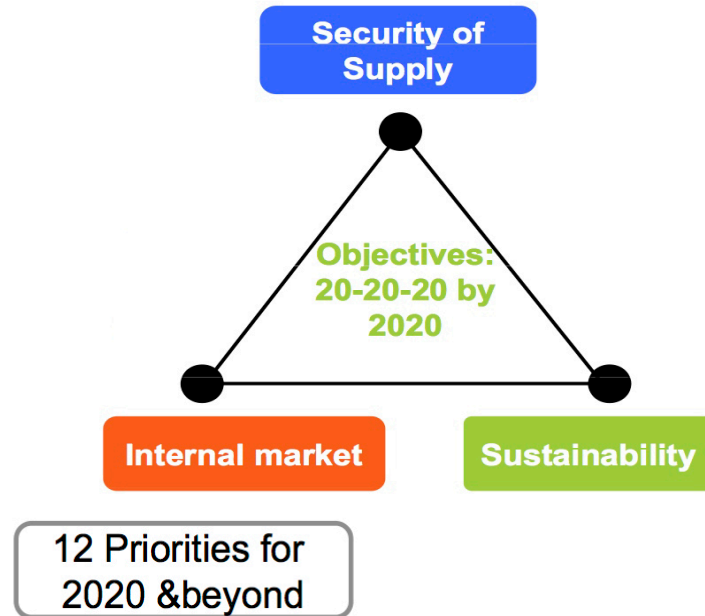 Security of
Supply
Objectives:
20-20-20 by
2020
Internal market
Sustainability
12 Priorities for
2020 &beyond